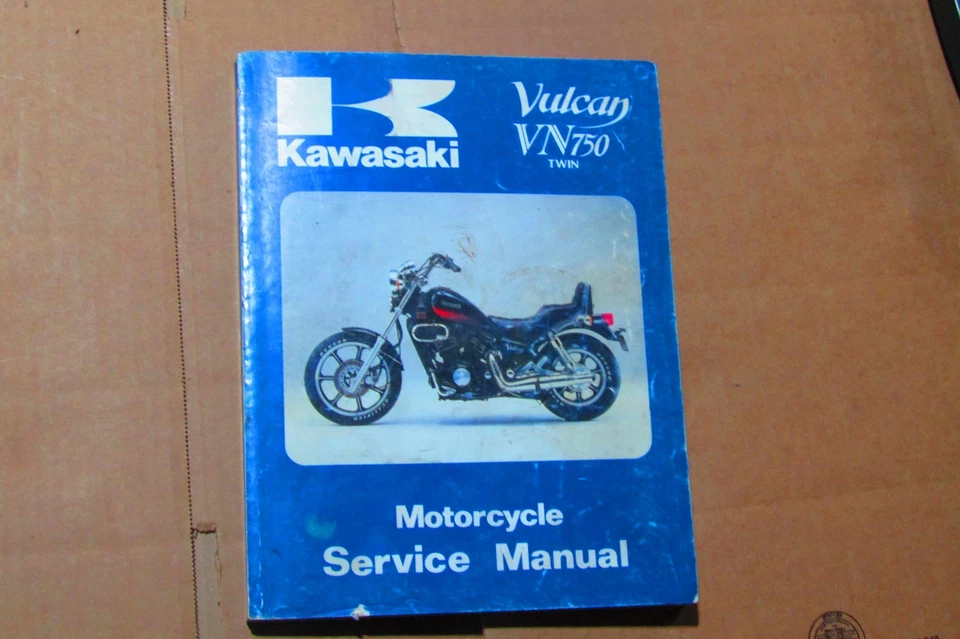 Kawasaki
Vulcan
VN750
TWIN
Motorcycle
Service Manual